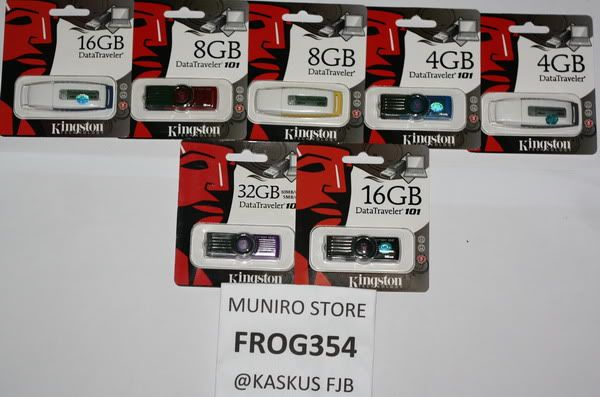 16GB
DataTraveler
Kingston
8GB
DataTraveler 101
Kingston
8GB
DataTraveler
Kingston
4GB
DataTraveler 101
Kingston
4GB
DataTraveler
Kingston
32GB
DataTraveler 101
Kingston
16GB
DataTraveler 101
Kingston
MUNIRO STORE
FROG354
@KASKUS FJB